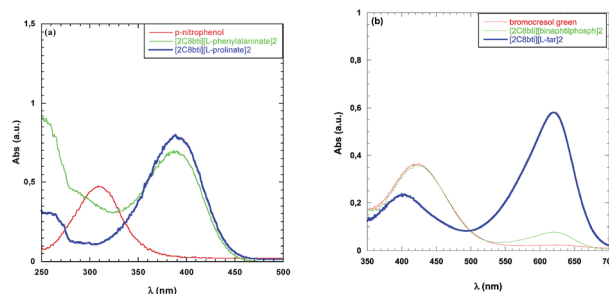 (a)
p-nitrophenol
[2C8bti][L-phenylalaninate]2
[2C8bti][L-prolinate]2
Abs (a.u.)
1,5
1
0,5
0
250 300 350 400 450 500
λ (nm)
(b)
bromocresol green
[2C8bti][binaphtilphosph]2
[2C8bti][L-tar]2
Abs (a.u.)
0,8
0,6
0,4
0,2
0
350 400 450 500 550 600 650 700
λ (nm)